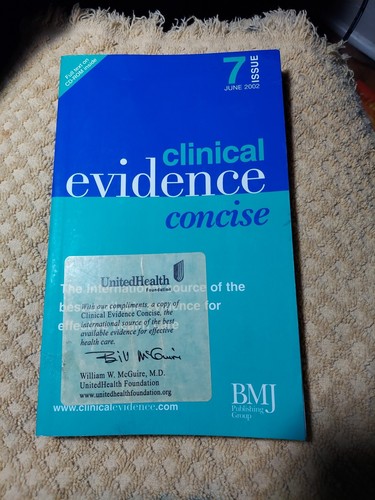 Full text on
CD-ROM inside
7
ISSUE
JUNE 2002
clinical
evidence
concise
UnitedHealth
Foundation
The international source of the
best available evidence for
effective health care
With our compliments, a copy of
Clinical Evidence Concise, the
international source of the best
available evidence for effective
health care.
Bill McGuire
William W. McGuire, M.D.
UnitedHealth Foundation
www.unitedhealthfoundation.org
www.clinicalevidence.com
BMJ
Publishing
Group